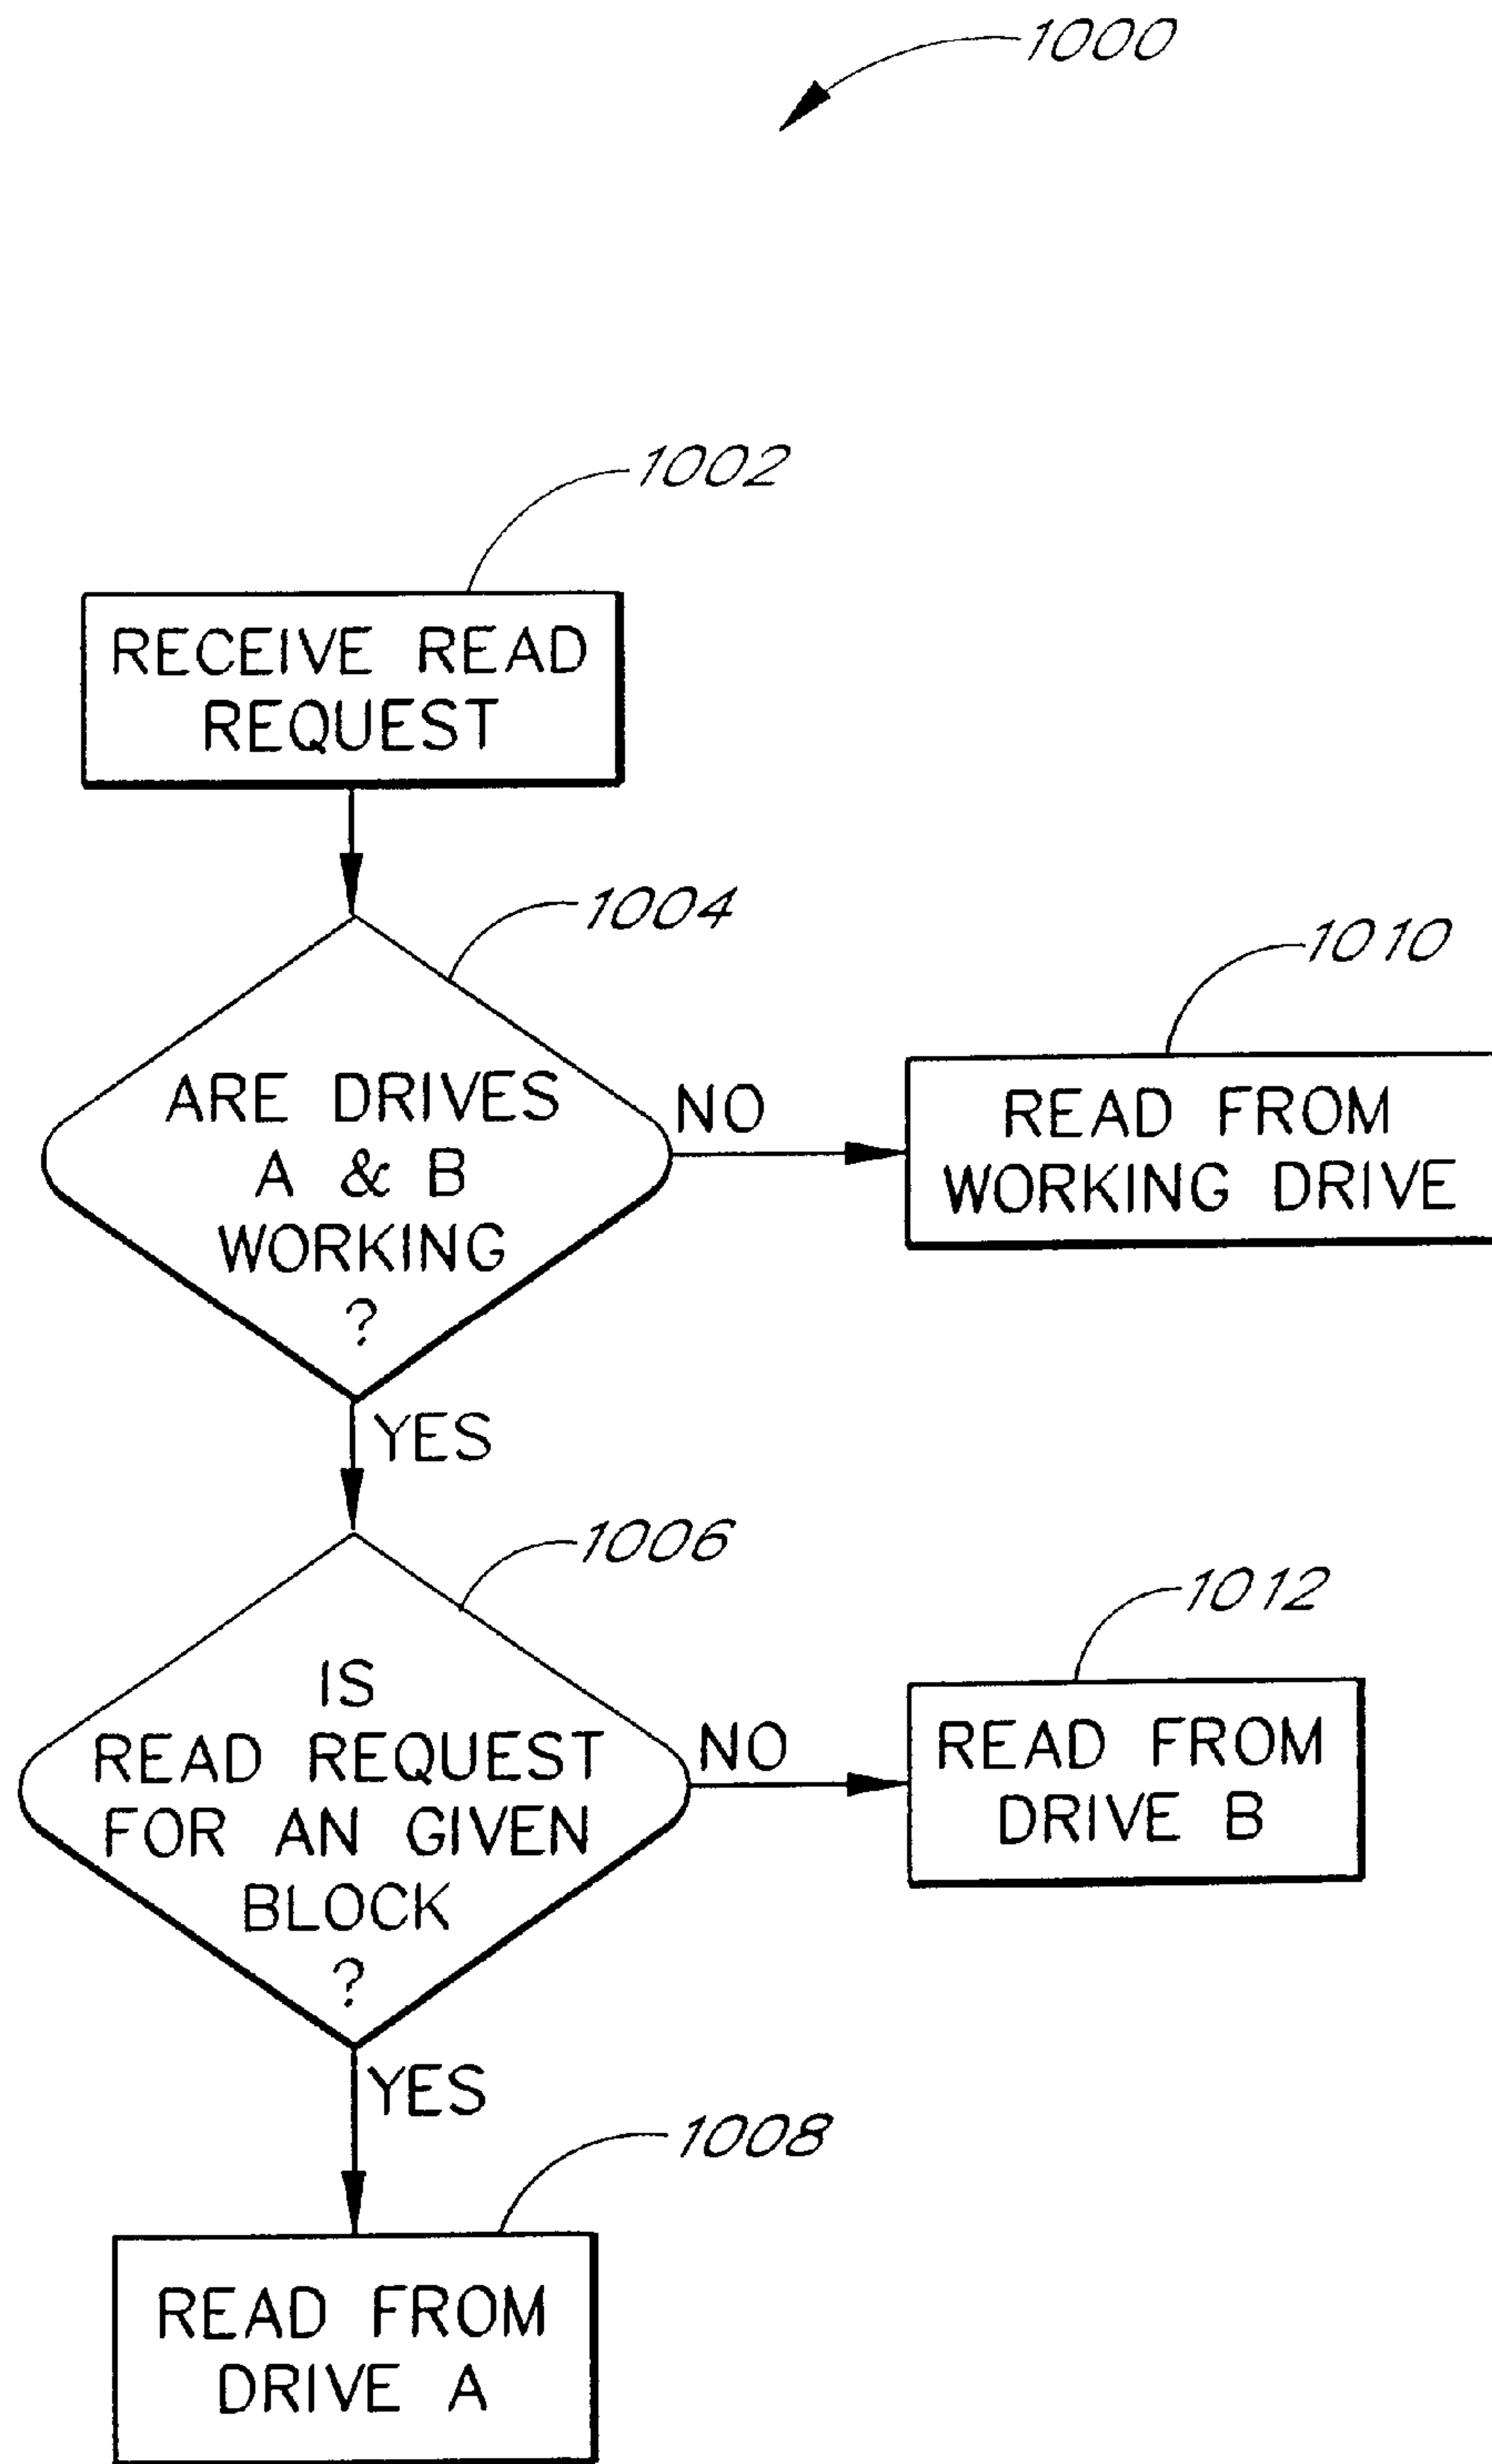 1000
1002
RECEIVE READ
REQUEST
1004
ARE DRIVES
A & B
WORKING
?
NO
1010
READ FROM
WORKING DRIVE
YES
1006
IS
READ REQUEST
FOR AN GIVEN
BLOCK
?
NO
1012
READ FROM
DRIVE B
YES
1008
READ FROM
DRIVE A